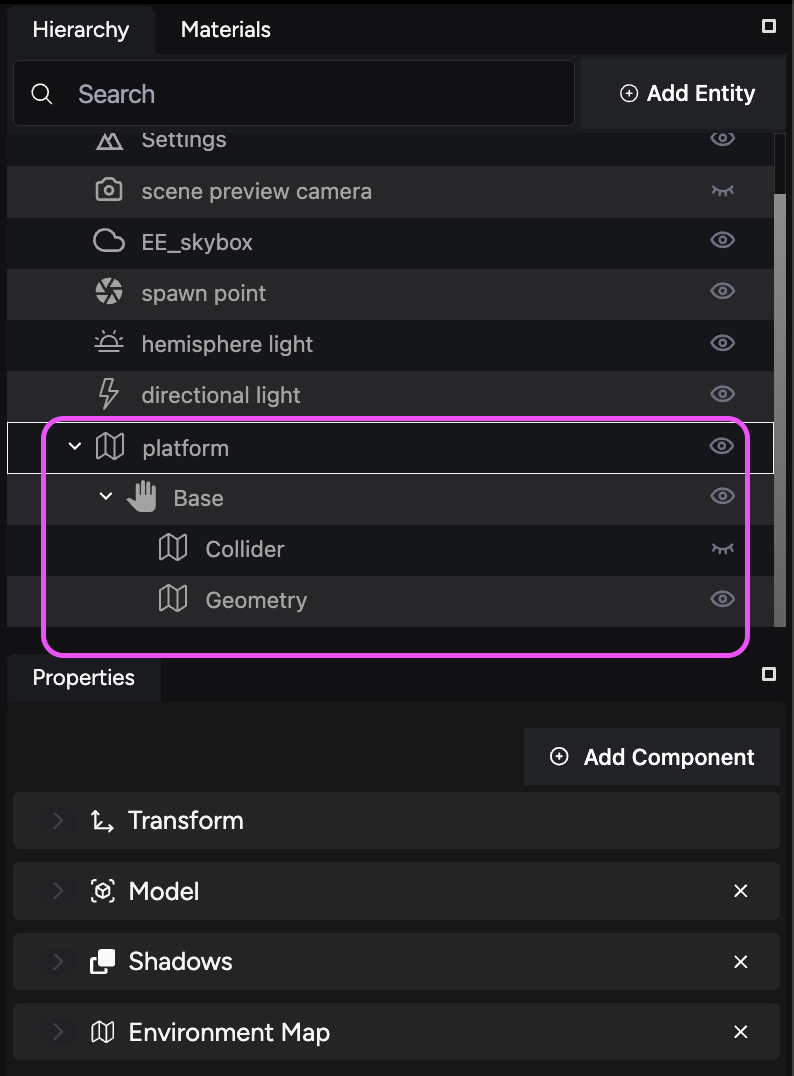 Hierarchy Materials
Search
Add Entity
Settings
scene preview camera
EE_skybox
spawn point
hemisphere light
directional light
platform
Base
Collider
Geometry
Properties
Add Component
Transform
Model
Shadows
Environment Map